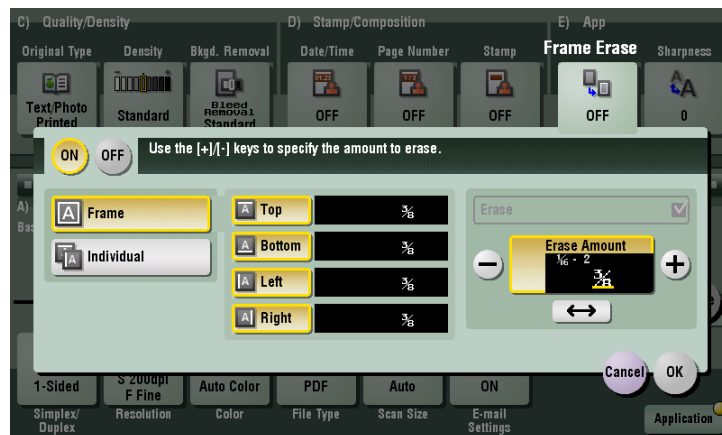 C) Quality/Density
D) Stamp/Composition
E) App
Original Type
Density
Bkgd. Removal
Date/Time
Page Number
Stamp
Frame Erase
Sharpness
Text/Photo
Printed
Standard
Bleed
Removal
Standard
OFF
OFF
OFF
OFF
0
ON
OFF
Use the [+]/[-] keys to specify the amount to erase.
A)
Bas
Frame
Individual
Top
3/8
Bottom
3/8
Left
3/8
Right
3/8
Erase
Erase Amount
1/16 - 2
3/8
Cancel
OK
1-Sided
S 200dpi
F Fine
Auto Color
PDF
Auto
ON
Simplex/
Duplex
Resolution
Color
File Type
Scan Size
E-mail
Settings
Application